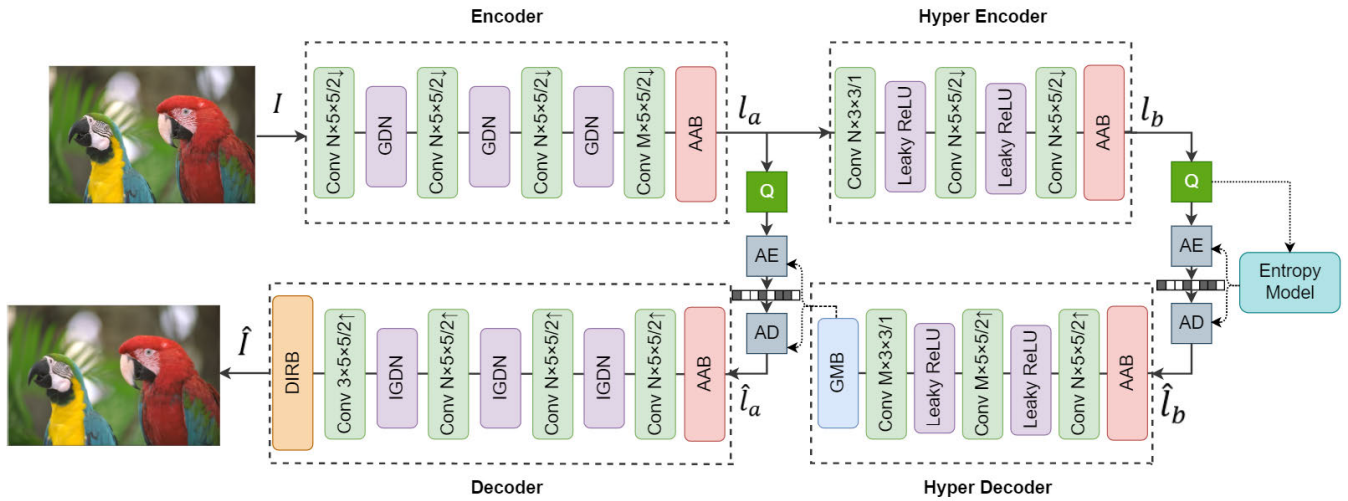 Encoder
Hyper Encoder
I
Conv N×5×5/2↓
GDN
Conv N×5×5/2↓
GDN
Conv N×5×5/2↓
GDN
Conv M×5×5/2↓
AAB
l_a
Conv N×3×3/1
Leaky ReLU
Conv N×5×5/2↓
Leaky ReLU
Conv N×5×5/2↓
AAB
l_b
Q
Q
AE
AE
Entropy
Model
AD
AD
Î
DIRB
Conv 3×5×5/2↑
IGDN
Conv N×5×5/2↑
IGDN
Conv N×5×5/2↑
IGDN
Conv N×5×5/2↑
AAB
l̂_a
GMB
Conv M×3×3/1
Leaky ReLU
Conv M×5×5/2↑
Leaky ReLU
Conv N×5×5/2↑
AAB
l̂_b
Decoder
Hyper Decoder